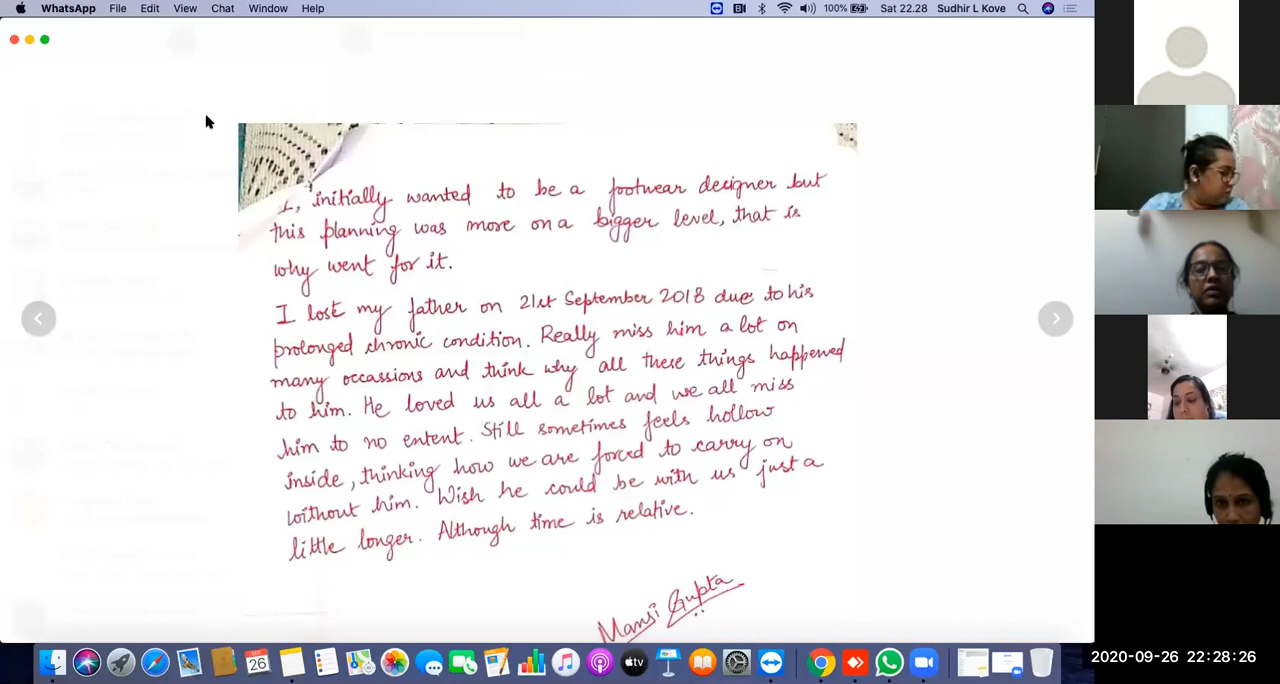 WhatsApp File Edit View Chat Window Help 100% Sat 22.28 Sudhir L Kove
I, initially wanted to be a footwear designer but
this planning was more on a bigger level, that is
why went for it.
I lost my father on 21st September 2018 due to his
prolonged chronic condition. Really miss him a lot on
many occassions and think why all these things happened
to him. He loved us all a lot and we all miss
him to no entent. Still sometimes feels hollow
inside, thinking how we are forced to carry on
without him. Wish he could be with us just a
little longer. Although time is relative.
Mansi Gupta
SEP
26
tv
2020-09-26 22:28:26